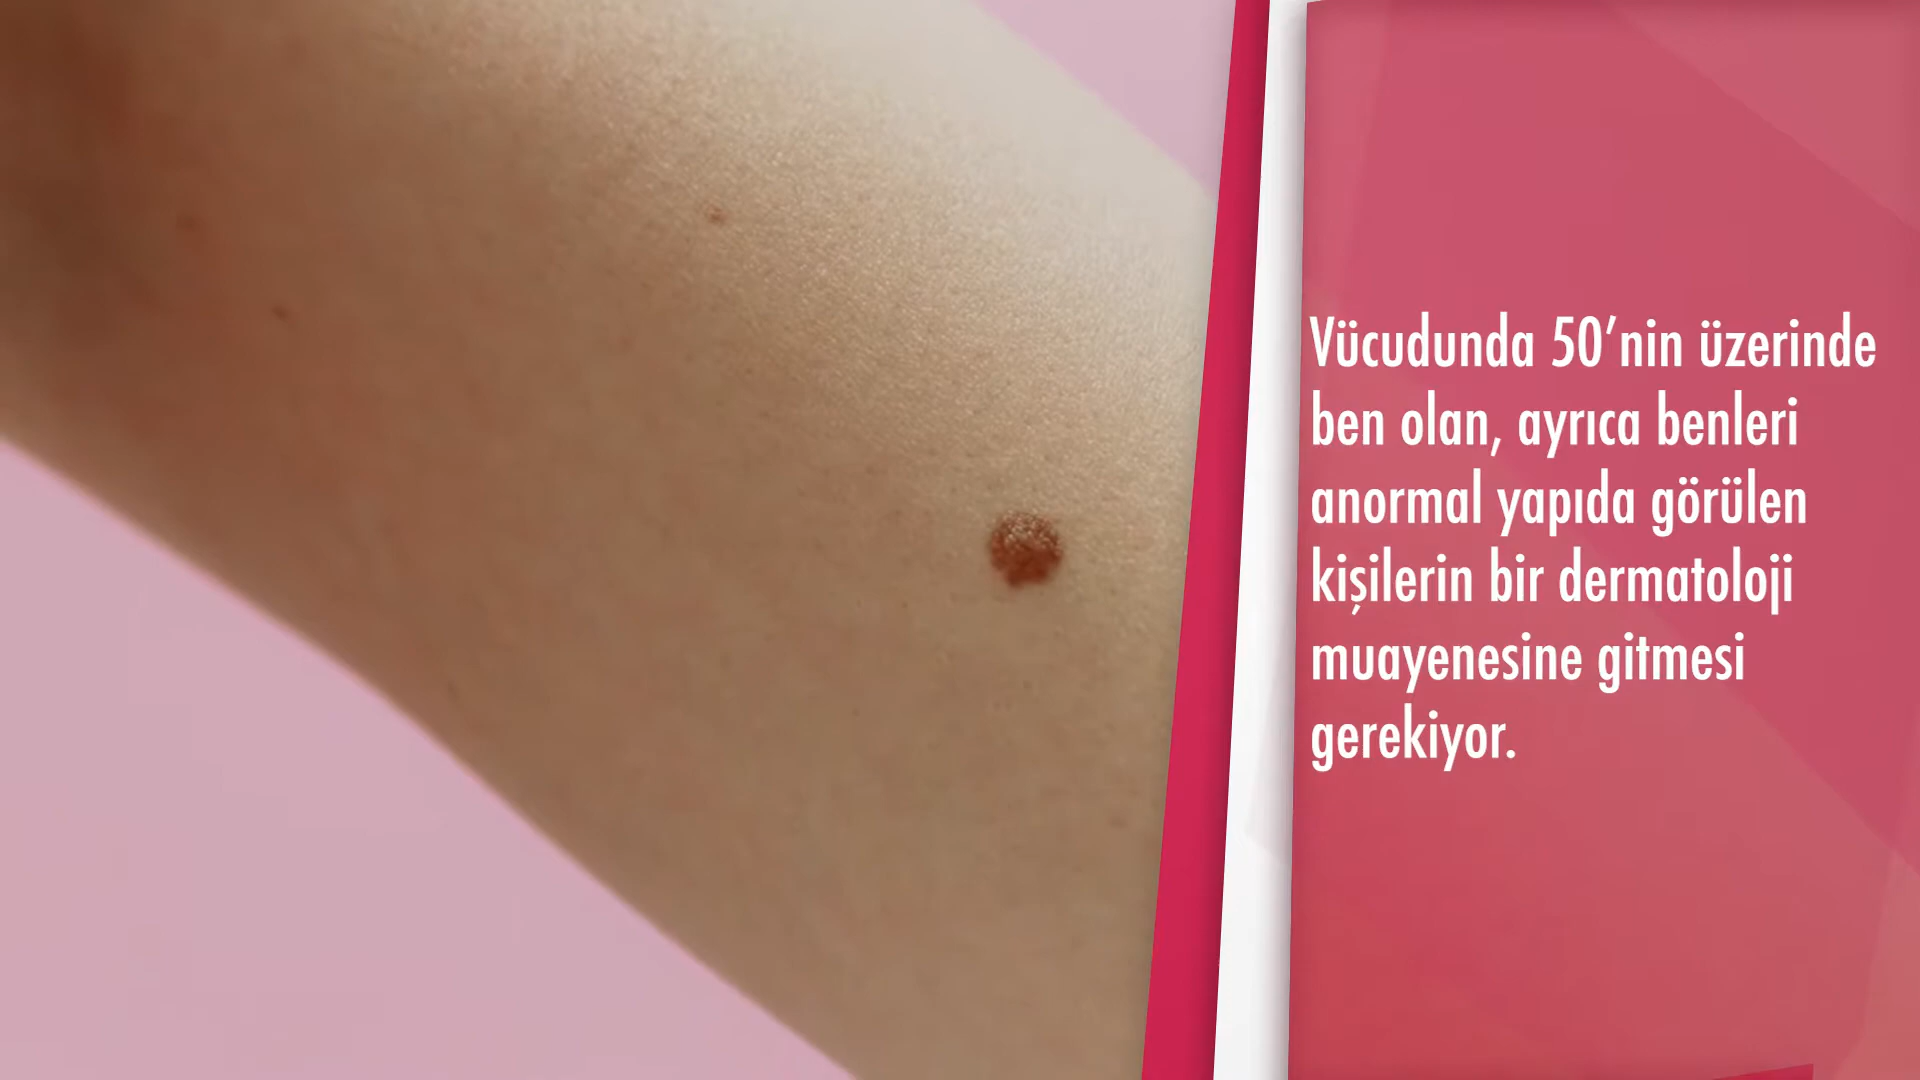 Vücudunda 50’nin üzerinde
ben olan, ayrıca benleri
anormal yapıda görülen
kişilerin bir dermatoloji
muayenesine gitmesi
gerekiyor.